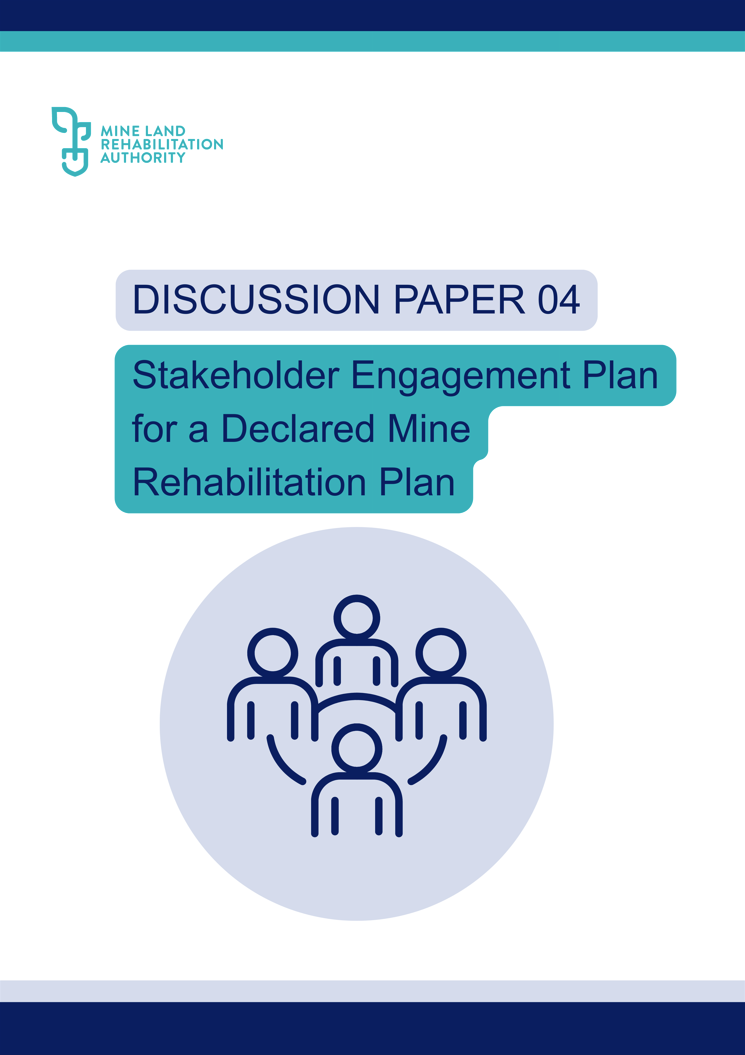 MINE LAND
REHABILITATION
AUTHORITY
DISCUSSION PAPER 04
Stakeholder Engagement Plan
for a Declared Mine
Rehabilitation Plan